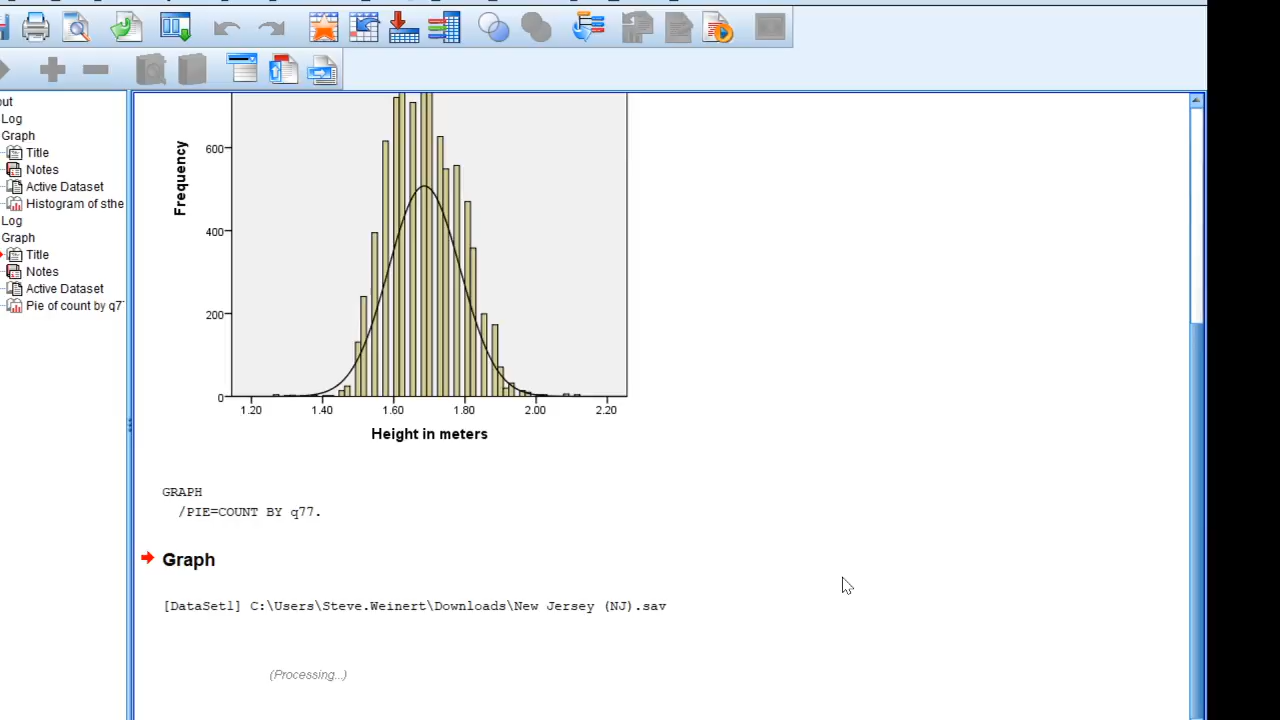 put
Log
Graph
Title
Notes
Active Dataset
Histogram of sthe
Log
Graph
Title
Notes
Active Dataset
Pie of count by q7
Frequency
600
400
200
0
1.20 1.40 1.60 1.80 2.00 2.20
Height in meters
GRAPH
/PIE=COUNT BY q77.
Graph
[DataSet1] C:\Users\Steve.Weinert\Downloads\New Jersey (NJ).sav
(Processing...)